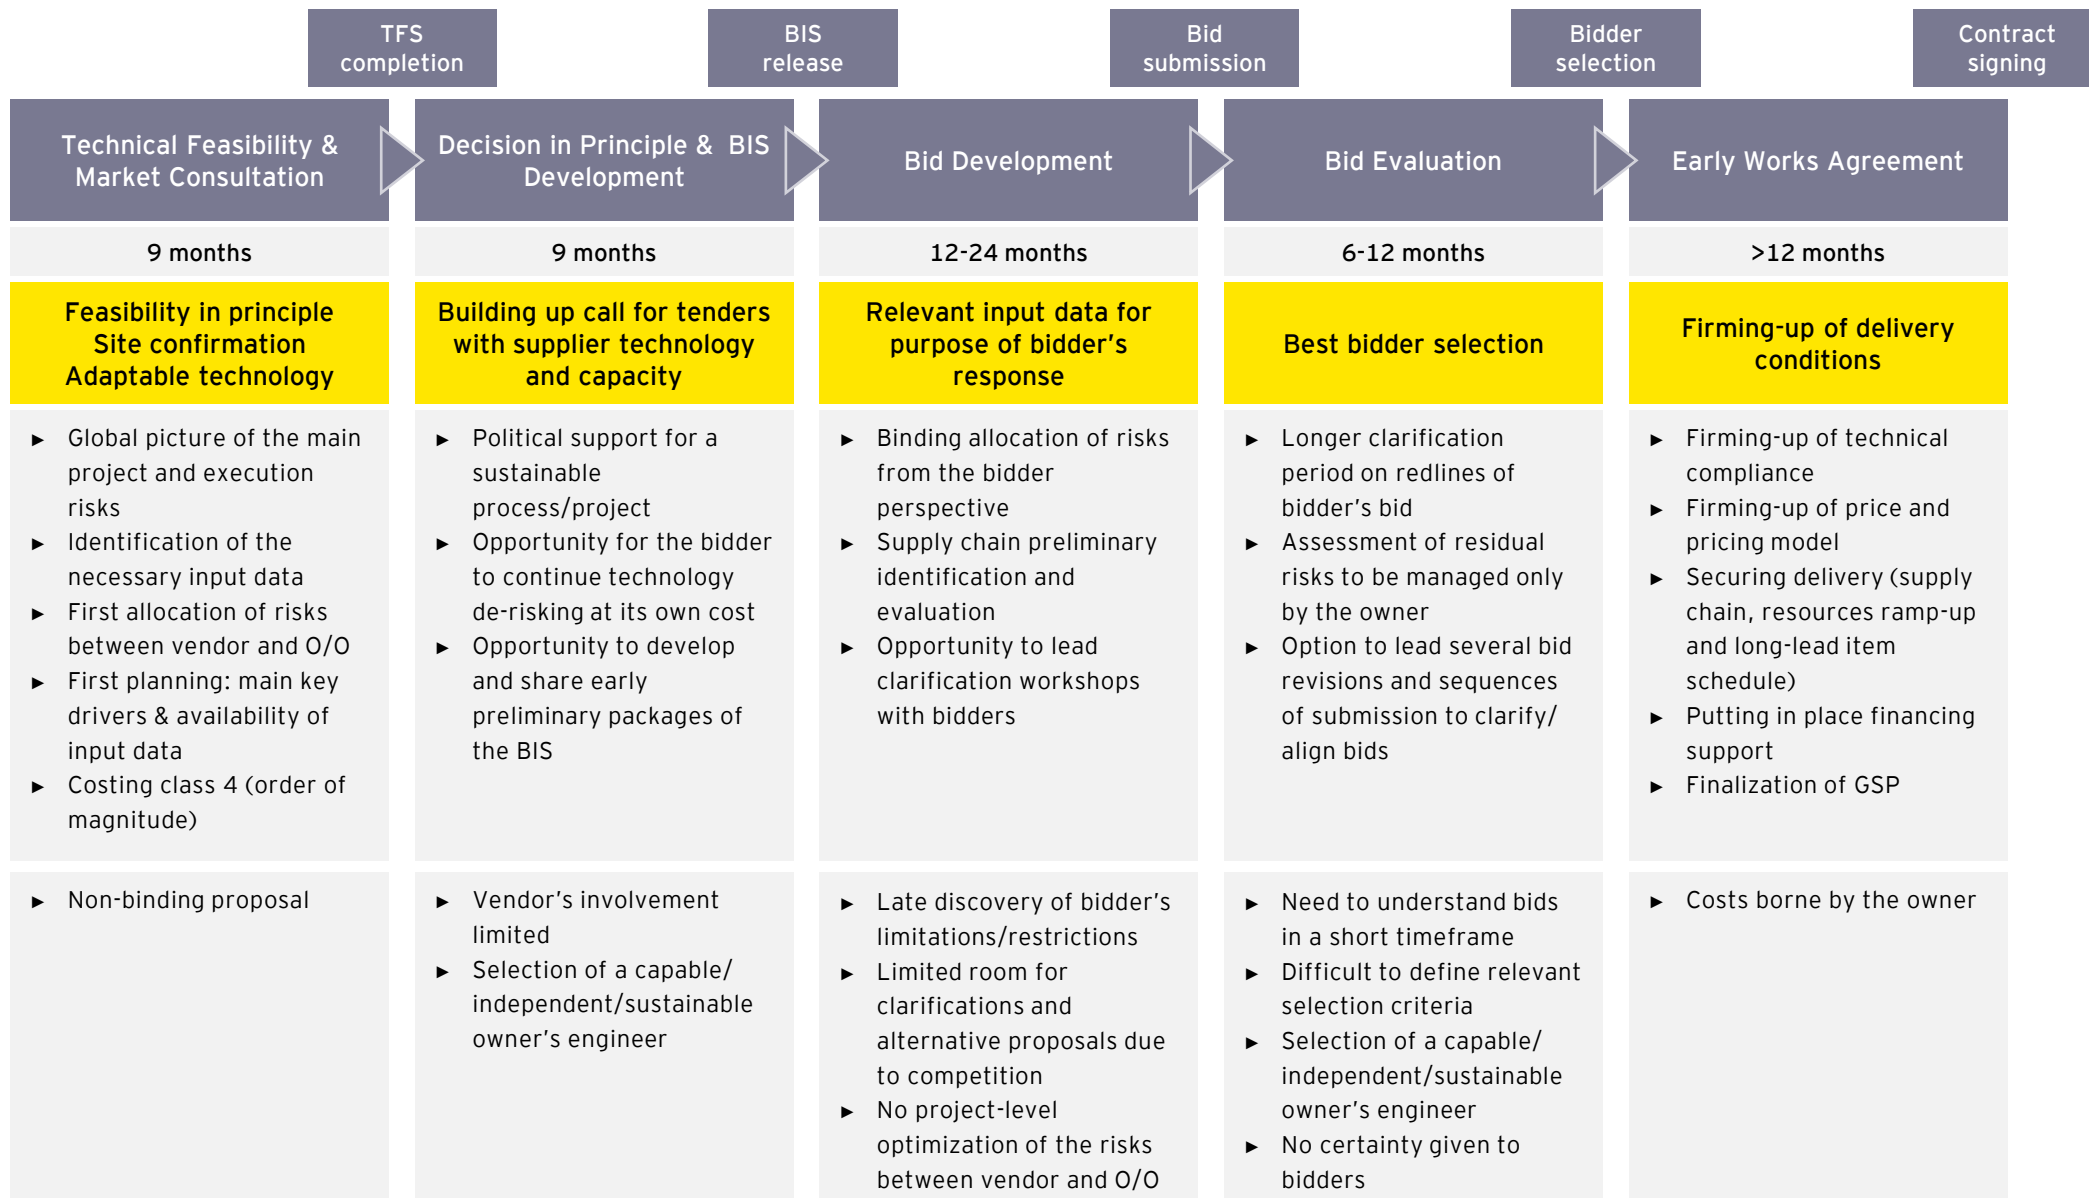 TFS
completion
BIS
release
Bid
submission
Bidder
selection
Contract
signing
Technical Feasibility &
Market Consultation
Decision in Principle & BIS
Development
Bid Development
Bid Evaluation
Early Works Agreement
9 months
9 months
12-24 months
6-12 months
>12 months
Feasibility in principle
Site confirmation
Adaptable technology
Building up call for tenders
with supplier technology
and capacity
Relevant input data for
purpose of bidder's
response
Best bidder selection
Firming-up of delivery
conditions
► Global picture of the main
project and execution
risks
► Identification of the
necessary input data
► First allocation of risks
between vendor and O/O
► First planning: main key
drivers & availability of
input data
► Costing class 4 (order of
magnitude)
► Political support for a
sustainable
process/project
► Opportunity for the bidder
to continue technology
de-risking at its own cost
► Opportunity to develop
and share early
preliminary packages of
the BIS
► Binding allocation of risks
from the bidder
perspective
► Supply chain preliminary
identification and
evaluation
► Opportunity to lead
clarification workshops
with bidders
► Longer clarification
period on redlines of
bidder's bid
► Assessment of residual
risks to be managed only
by the owner
► Option to lead several bid
revisions and sequences
of submission to clarify/
align bids
► Firming-up of technical
compliance
► Firming-up of price and
pricing model
► Securing delivery (supply
chain, resources ramp-up
and long-lead item
schedule)
► Putting in place financing
support
► Finalization of GSP
► Non-binding proposal
► Vendor's involvement
limited
► Selection of a capable/
independent/sustainable
owner's engineer
► Late discovery of bidder's
limitations/restrictions
► Limited room for
clarifications and
alternative proposals due
to competition
► No project-level
optimization of the risks
between vendor and O/O
► Need to understand bids
in a short timeframe
► Difficult to define relevant
selection criteria
► Selection of a capable/
independent/sustainable
owner's engineer
► No certainty given to
bidders
► Costs borne by the owner